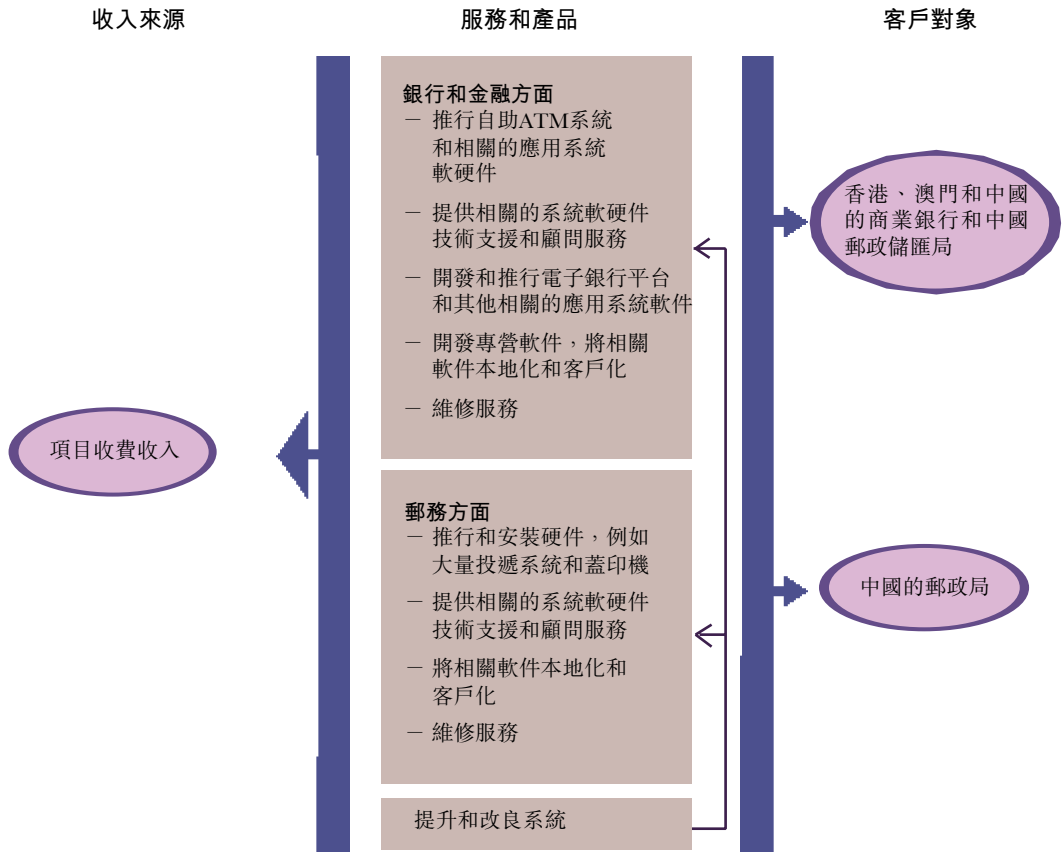 收入來源
服務和產品
客戶對象
銀行和金融方面
－ 推行自助ATM系統
和相關的應用系統
軟硬件
－ 提供相關的系統軟硬件
技術支援和顧問服務
－ 開發和推行電子銀行平台
和其他相關的應用系統軟件
－ 開發專營軟件，將相關
軟件本地化和客戶化
－ 維修服務
香港、澳門和中國
的商業銀行和中國
郵政儲匯局
項目收費收入
郵務方面
－ 推行和安裝硬件，例如
大量投遞系統和蓋印機
－ 提供相關的系統軟硬件
技術支援和顧問服務
－ 將相關軟件本地化和
客戶化
－ 維修服務
中國的郵政局
提升和改良系統